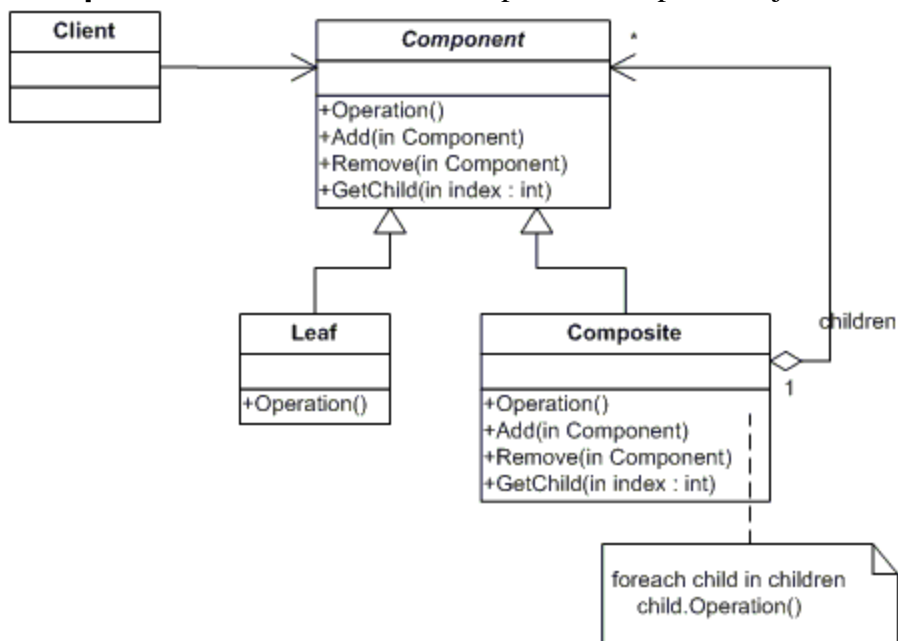 Client
Component
*
+Operation()
+Add(in Component)
+Remove(in Component)
+GetChild(in index : int)
children
Leaf
+Operation()
Composite
1
+Operation()
+Add(in Component)
+Remove(in Component)
+GetChild(in index : int)
foreach child in children
child.Operation()